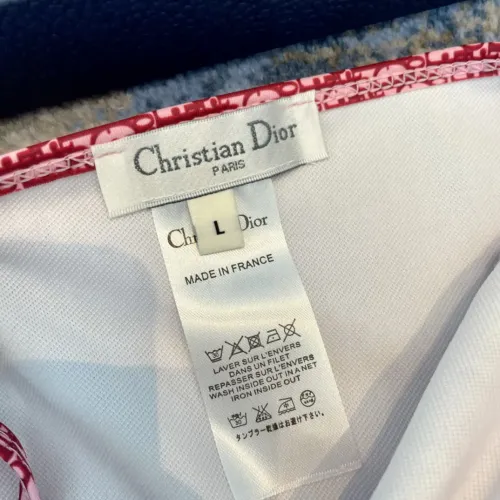 Christian Dior
PARIS
Ch Dior
L
MADE IN FRANCE
LAVER SUR L'ENVERS
DANS UN FILET
REPASSER SUR L'ENVERS
WASH INSIDE OUT IN A NET
IRON INSIDE OUT
タンブラー乾燥はお避け下さい。